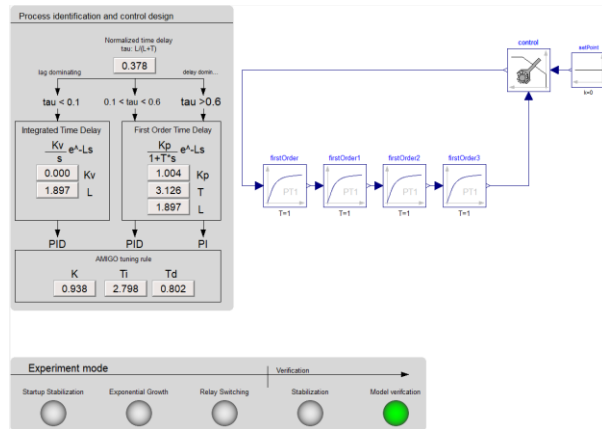 Process identification and control design
Normalized time delay
tau: L/(L+T)
0.378
lag dominating
delay domin...
tau < 0.1
0.1 < tau < 0.6
tau >0.6
Integrated Time Delay
Kv
s
e^-Ls
0.000 Kv
1.897 L
First Order Time Delay
Kp
1+T*s
e^-Ls
1.004 Kp
3.126 T
1.897 L
PID
PID
PI
AMIGO tuning rule
K Ti Td
0.938 2.798 0.802
control
setPoint
k=0
firstOrder firstOrder1 firstOrder2 firstOrder3
PT1 PT1 PT1 PT1
T=1 T=1 T=1 T=1
Experiment mode
Verification
Startup Stabilization Exponential Growth Relay Switching Stabilization Model verifcation